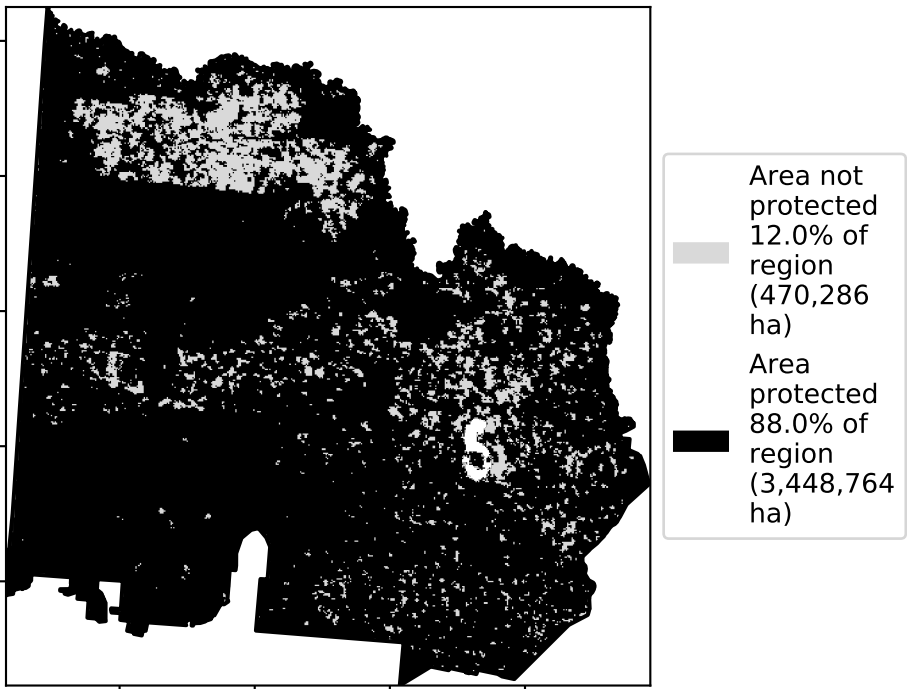 Area not
protected
12.0% of
region
(470,286
ha)
Area
protected
88.0% of
region
(3,448,764
ha)